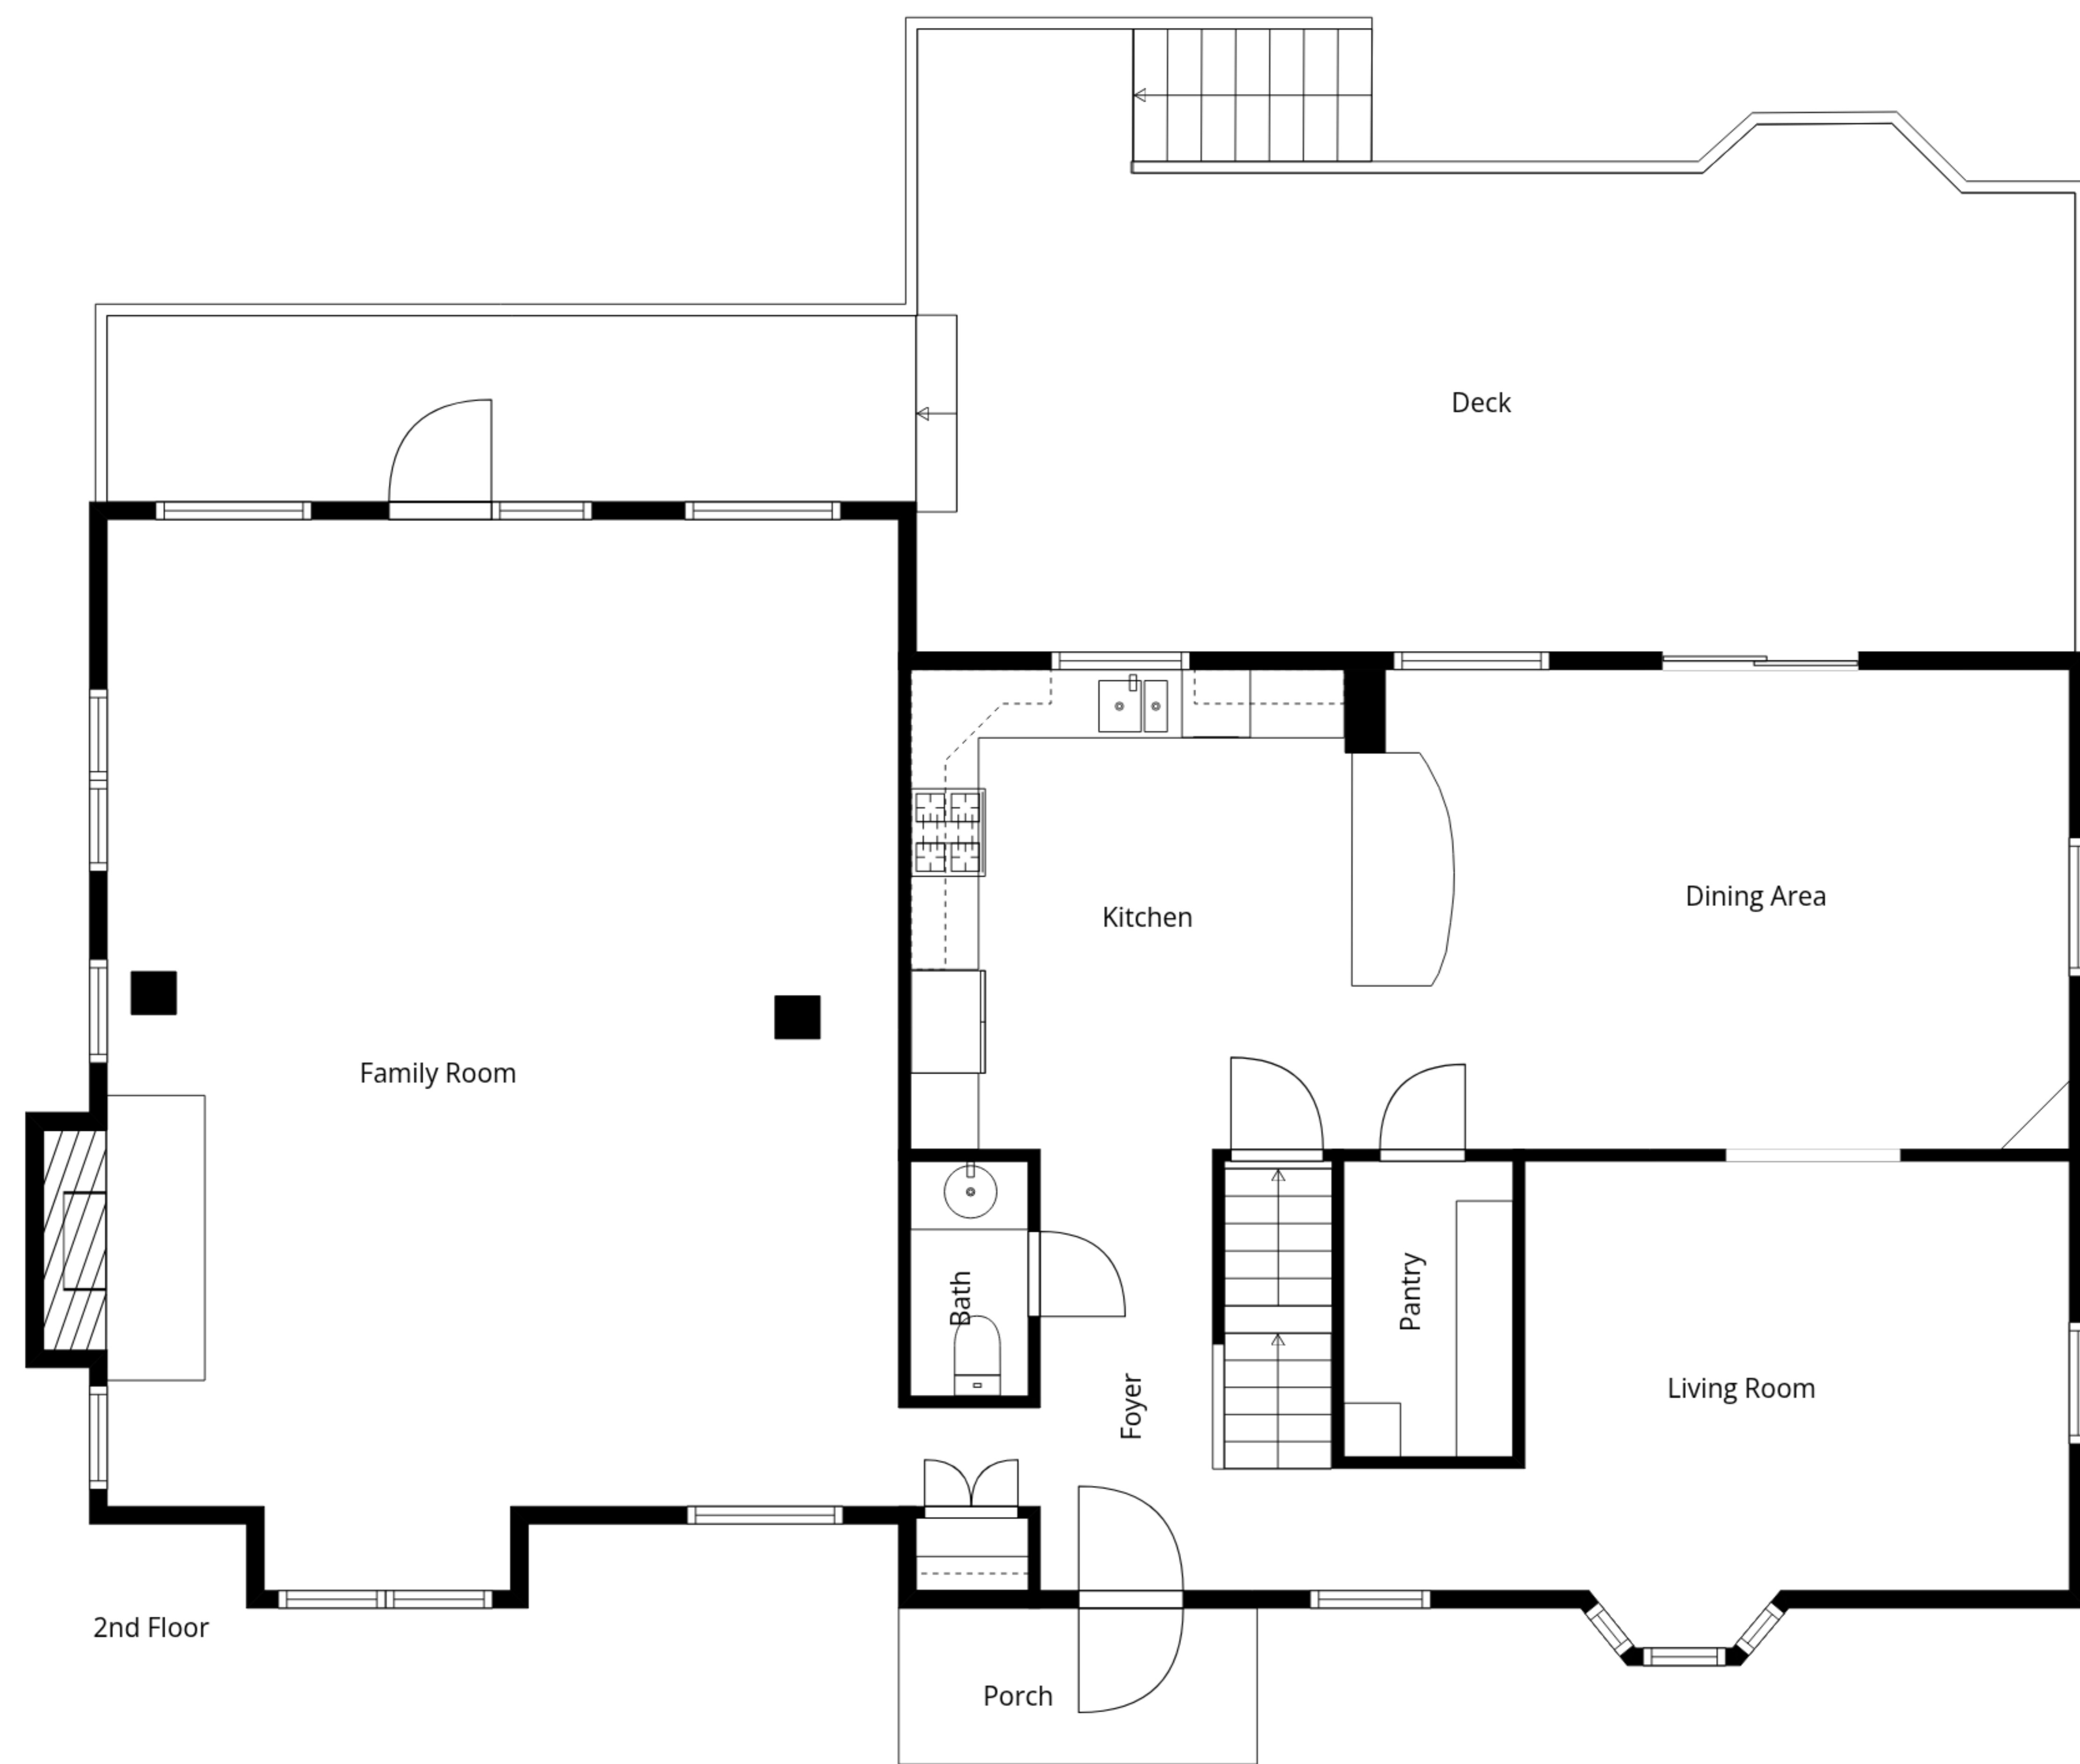 Deck
Dining Area
Kitchen
Family Room
Bath
Pantry
Foyer
Living Room
2nd Floor
Porch